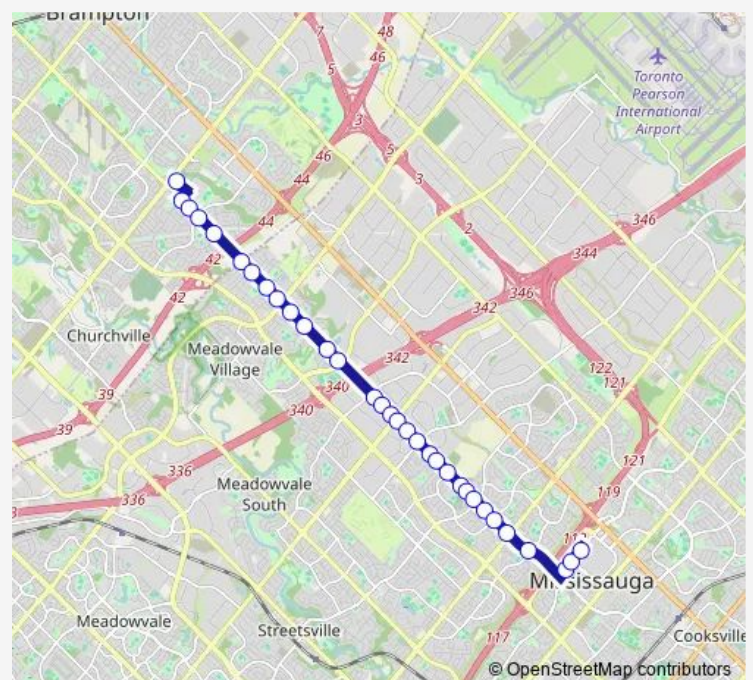 Brampton
7
48
46
5
Toronto
Pearson
International
Airport
3
5
46
3
44
44
2
346
344
42
346
342
42
Churchville
Meadowvale
Village
342
340
340
122
121
39
39
336
336
121
119
Meadowvale
South
Mississauga
Meadowvale
Streetsville
117
Cooksville
© OpenStreetMap contributors